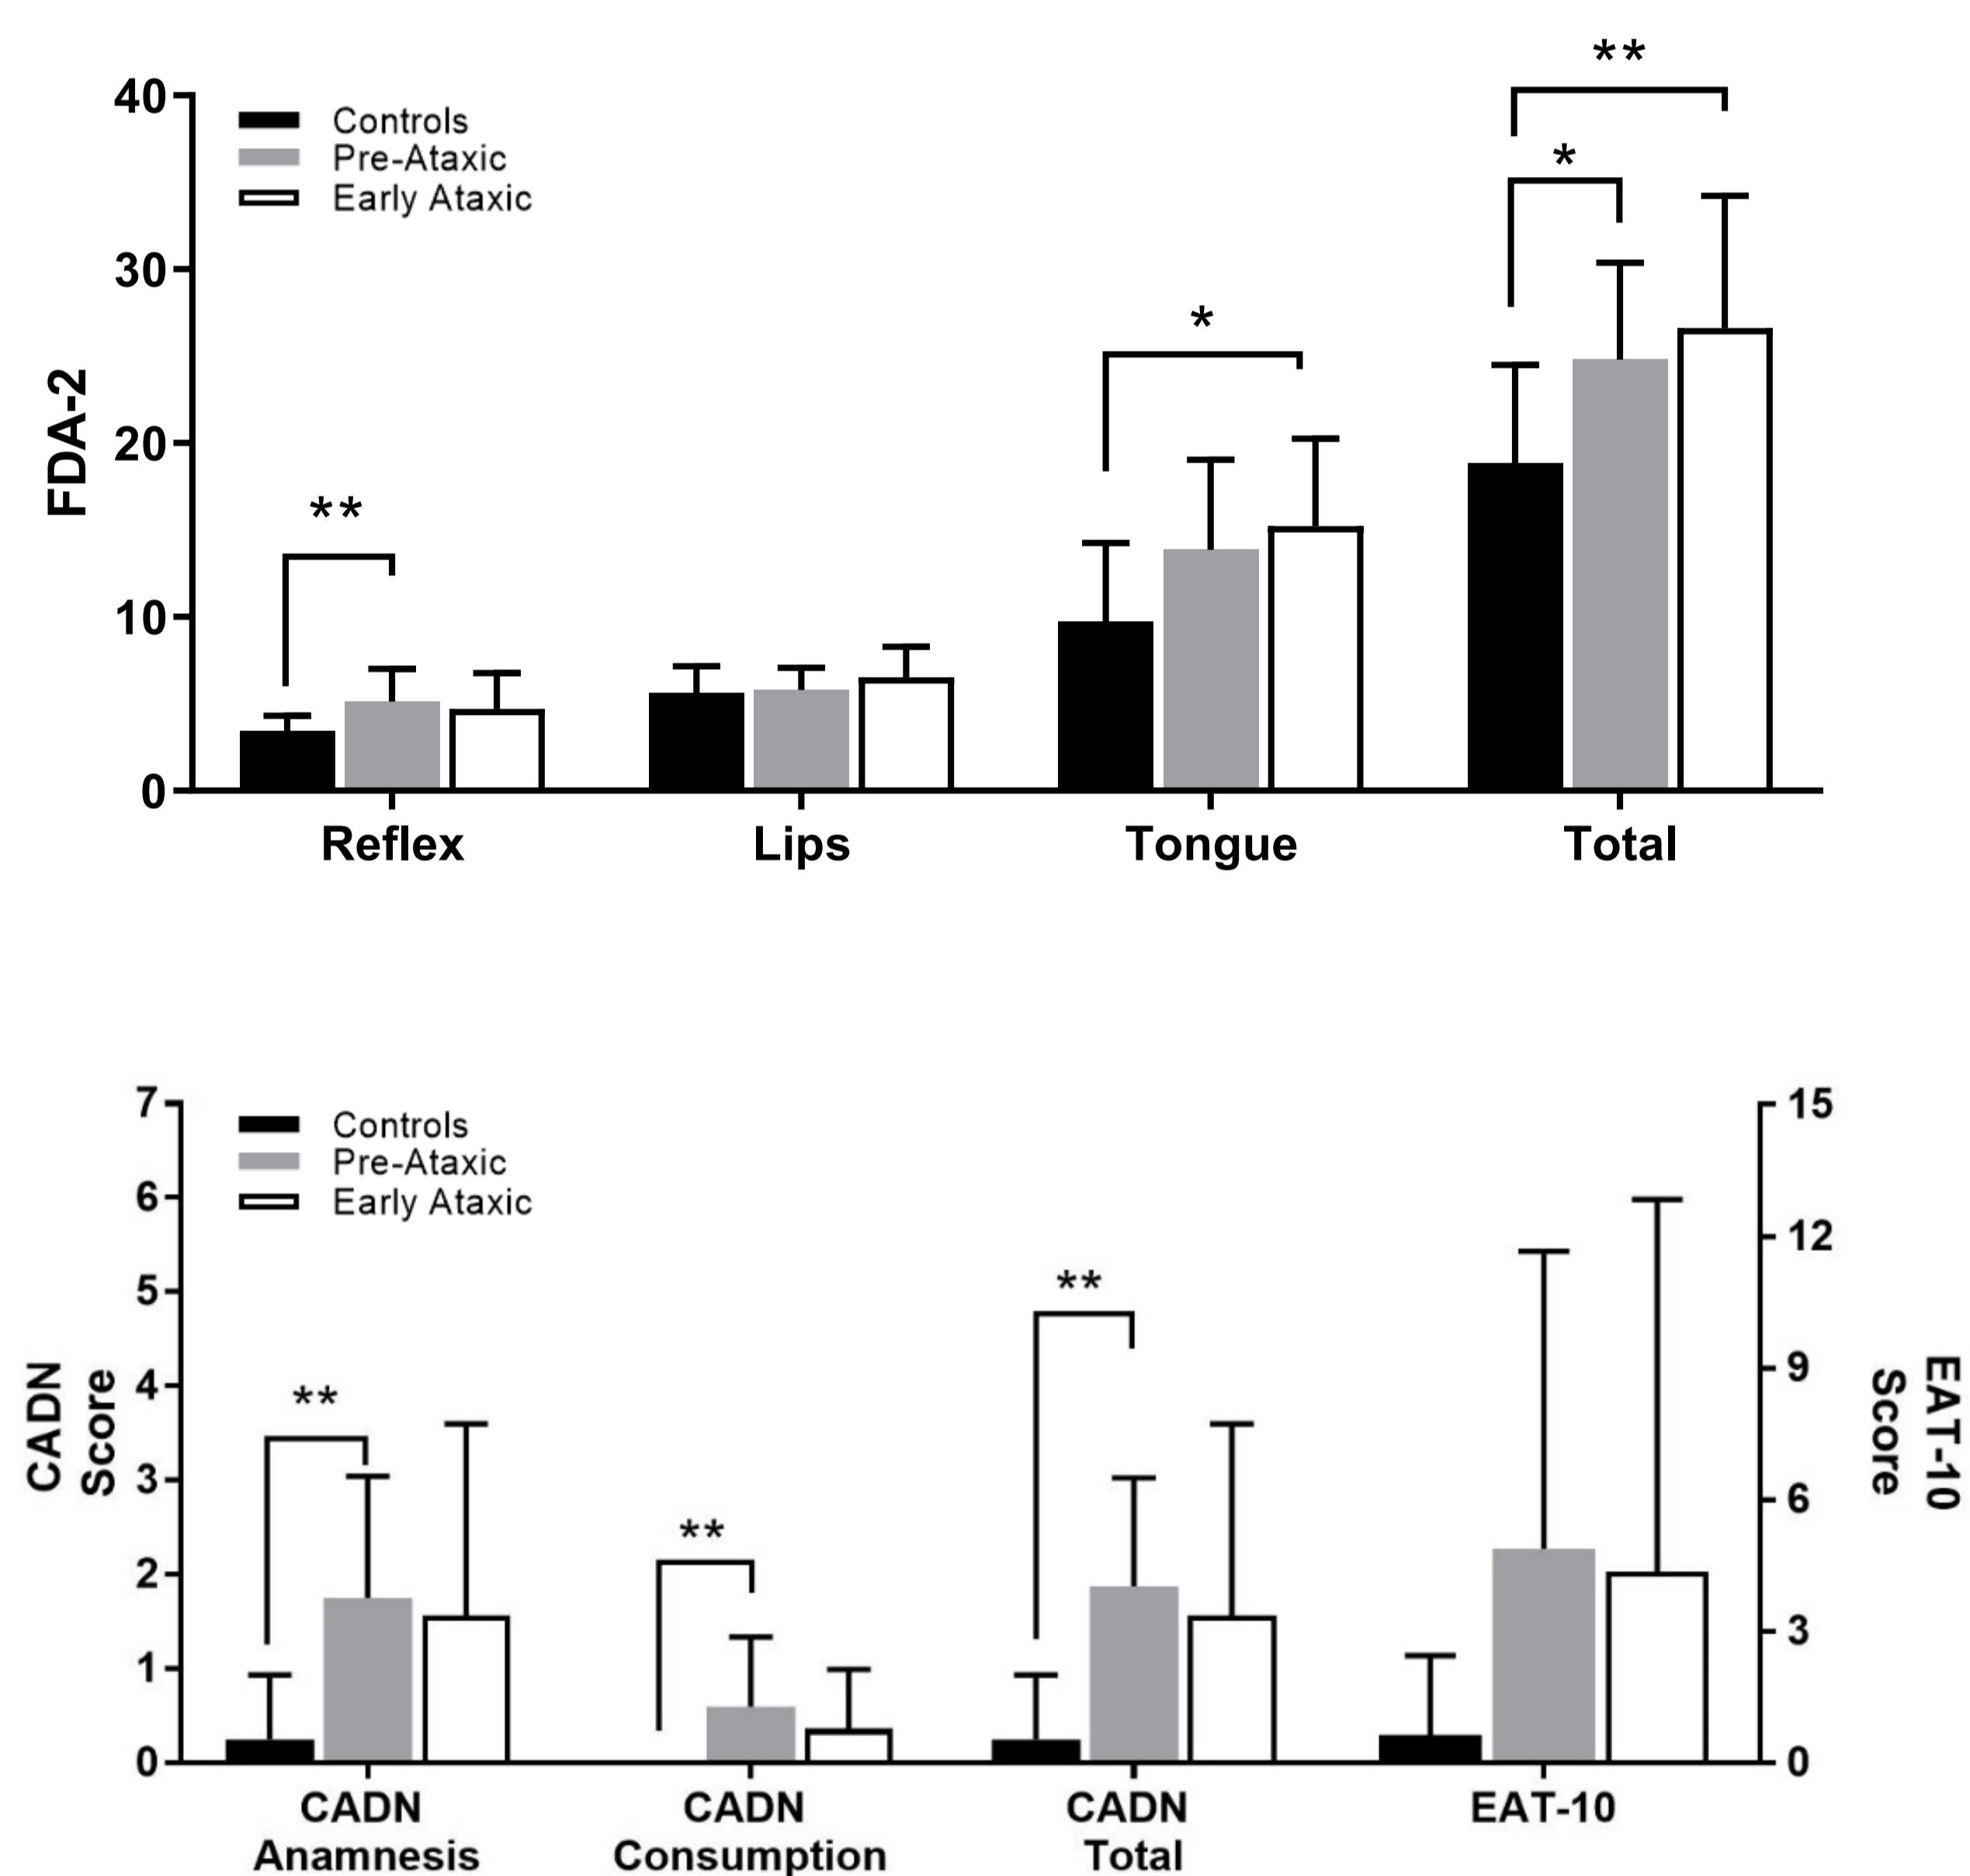 **
40
Controls
*
Pre-Ataxic
Early Ataxic
30
*
FDA-2
20
**
10
0
Reflex Lips Tongue Total
7
15
Controls
Pre-Ataxic
6
Early Ataxic
12
**
5
CADN
Score
4
**
9
EAT-10
Score
3
**
6
2
3
1
0
0
CADN CADN CADN EAT-10
Anamnesis Consumption Total